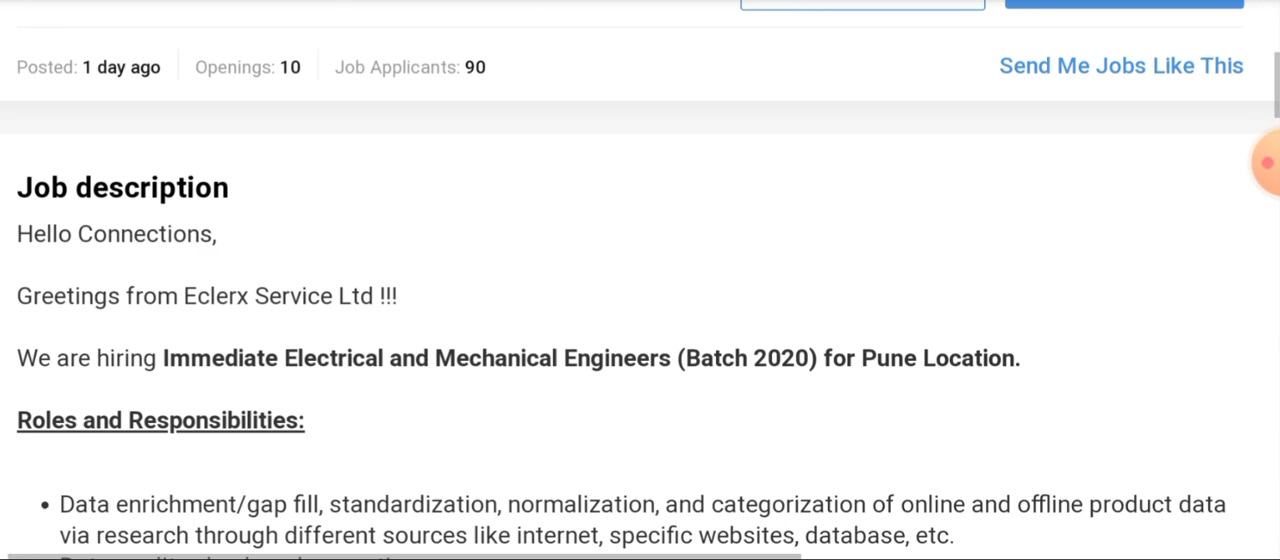 Posted: 1 day ago Openings: 10 Job Applicants: 90 Send Me Jobs Like This
Job description
Hello Connections,
Greetings from Eclerx Service Ltd !!!
We are hiring Immediate Electrical and Mechanical Engineers (Batch 2020) for Pune Location.
Roles and Responsibilities:
• Data enrichment/gap fill, standardization, normalization, and categorization of online and offline product data
via research through different sources like internet, specific websites, database, etc.